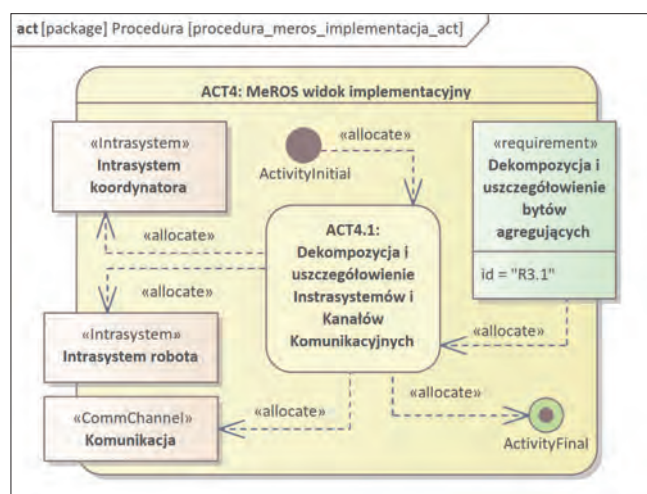 act [package] Procedura [procedura_meros_implementacja_act]
ACT4: MeROS widok implementacyjny
«Intrasystem»
Intrasystem
koordynatora
«allocate»
ActivityInitial
«requirement»
Dekompozycja i
uszczegółowienie
bytów
agregujących
id = "R3.1"
«allocate»
ACT4.1:
Dekompozycja i
uszczegółowienie
Instrasystemów i
Kanałów
Komunikacyjnych
«allocate»
«Intrasystem»
Intrasystem robota
«allocate»
«CommChannel»
Komunikacja
«allocate»
«allocate»
ActivityFinal